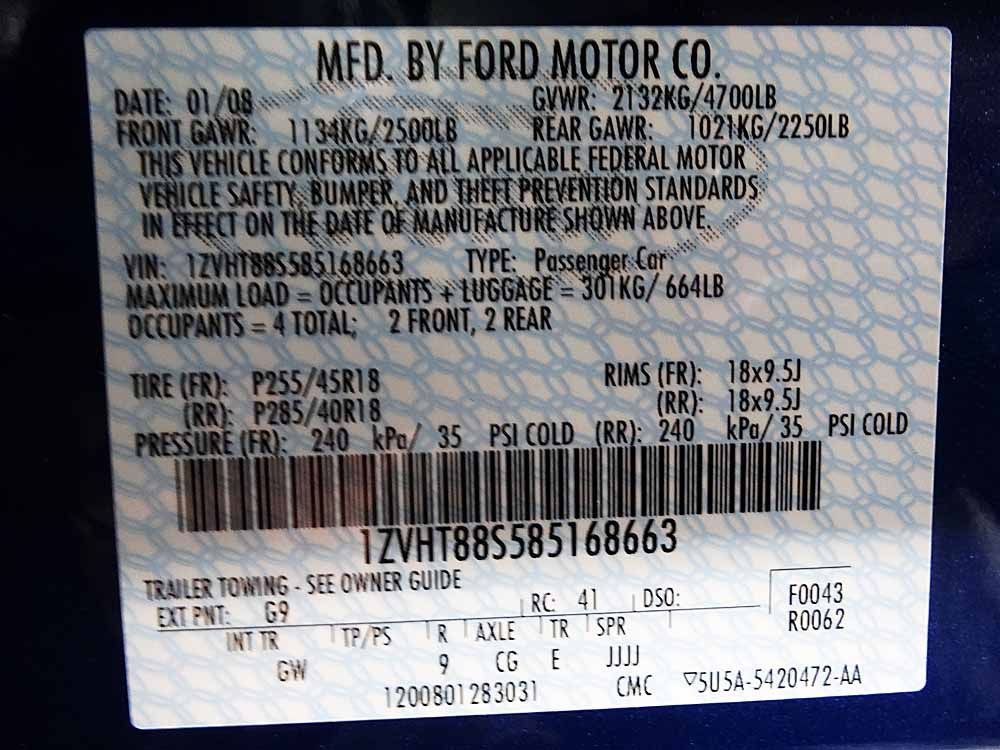 MFD. BY FORD MOTOR CO.
DATE: 01/08 GVWR: 2132KG/4700LB
FRONT GAWR: 1134KG/2500LB REAR GAWR: 1021KG/2250LB
THIS VEHICLE CONFORMS TO ALL APPLICABLE FEDERAL MOTOR
VEHICLE SAFETY, BUMPER, AND THEFT PREVENTION STANDARDS
IN EFFECT ON THE DATE OF MANUFACTURE SHOWN ABOVE.
VIN: 1ZVHT88S585168663 TYPE: Passenger Car
MAXIMUM LOAD = OCCUPANTS + LUGGAGE = 301KG/ 664LB
OCCUPANTS = 4 TOTAL; 2 FRONT, 2 REAR
TIRE (FR): P255/45R18 RIMS (FR): 18x9.5J
(RR): P285/40R18 (RR): 18x9.5J
PRESSURE (FR): 240 kPa/ 35 PSI COLD (RR): 240 kPa/ 35 PSI COLD
1ZVHT88S585168663
TRAILER TOWING - SEE OWNER GUIDE
EXT PNT: G9 RC: 41 DSO: F0043
R0062
INT TR TP/PS R AXLE TR SPR
GW 9 CG E JJJJ
1200801283031 CMC ▽5U5A-5420472-AA